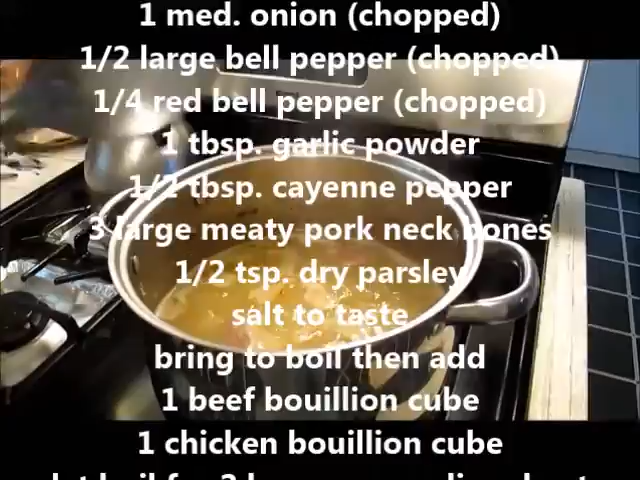 1 med. onion (chopped)
1/2 large bell pepper (chopped)
1/4 red bell pepper (chopped)
1 tbsp. garlic powder
1/2 tbsp. cayenne pepper
3 large meaty pork neck bones
1/2 tsp. dry parsley
salt to taste
bring to boil then add
1 beef bouillion cube
1 chicken bouillion cube